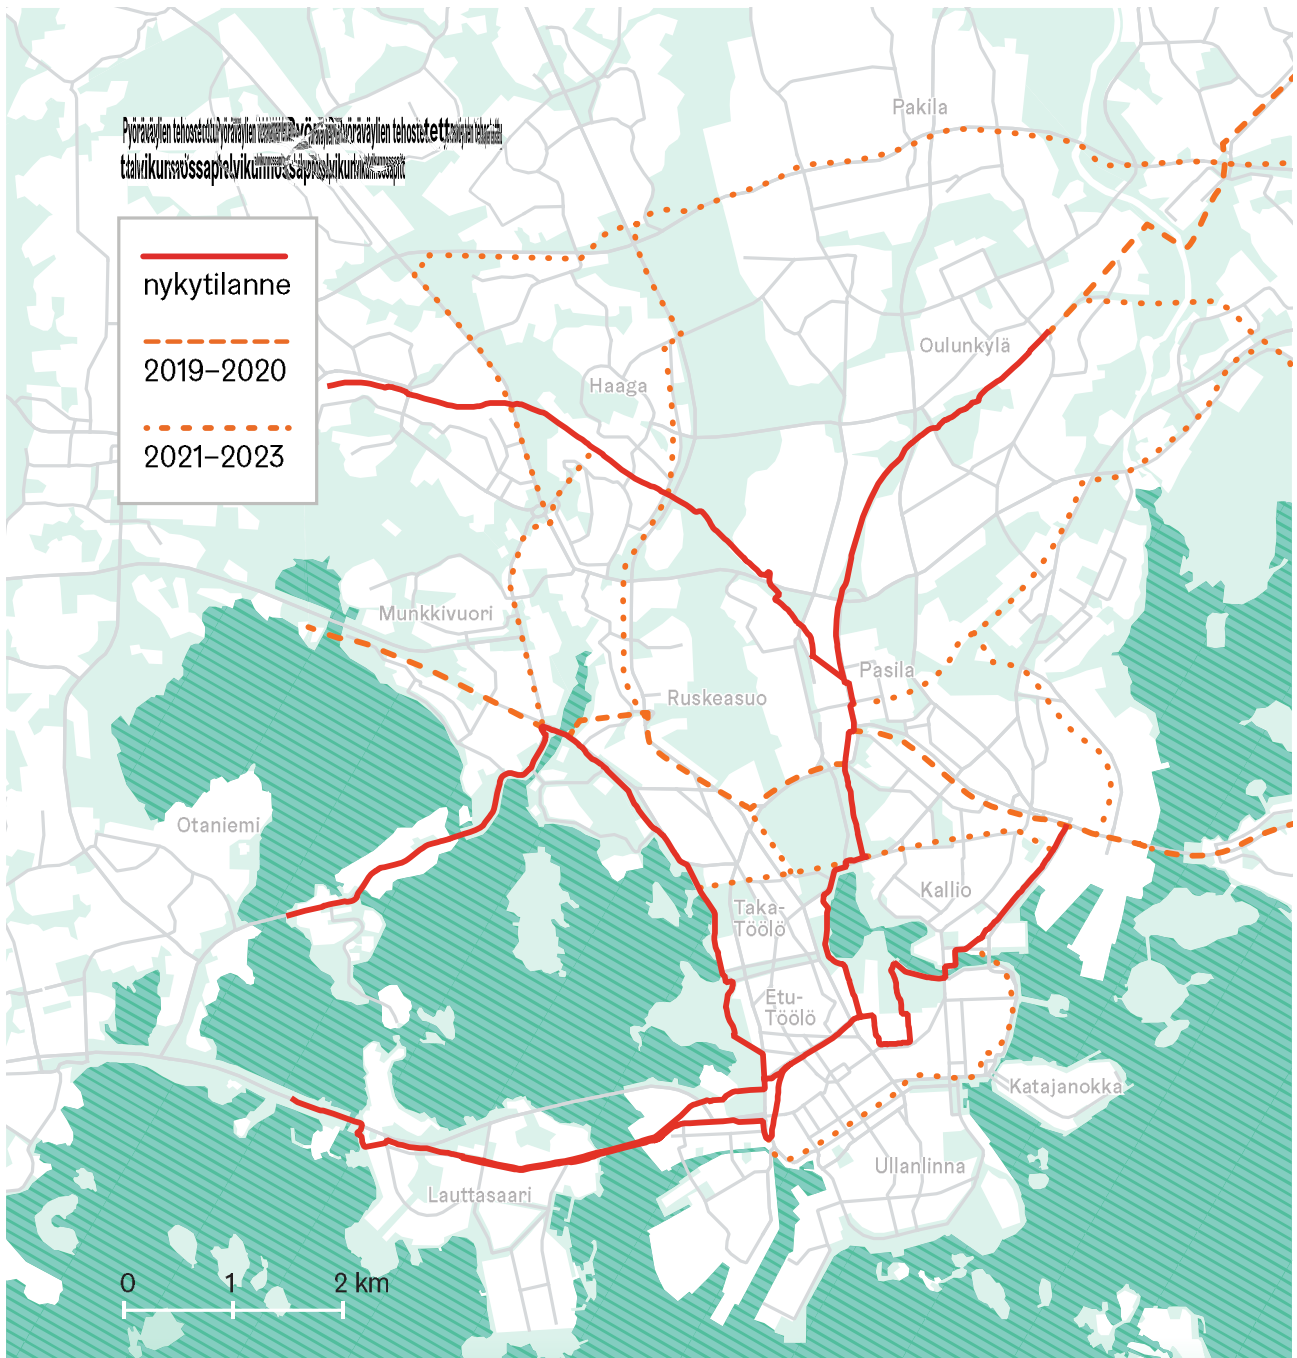 nykytilanne
2019–2020
2021–2023
Pakila
Oulunkylä
Haaga
Munkkivuori
Pasila
Ruskeasuo
Otaniemi
Kallio
Taka-
Töölö
Etu-
Töölö
Katajanokka
Ullanlinna
Lauttasaari
0 1 2 km